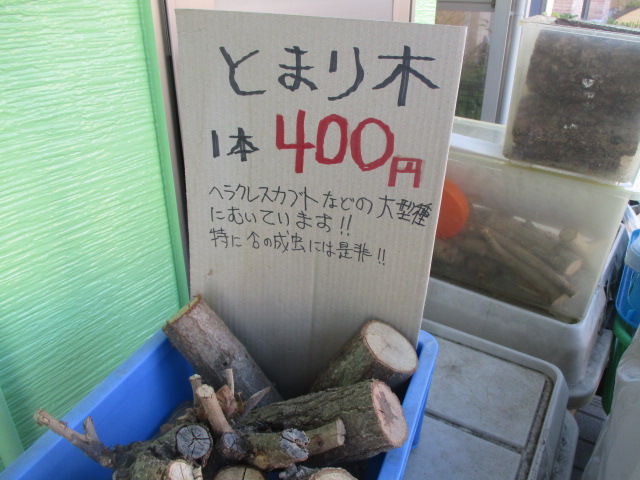 とまり木
1本400円
ヘラクレスカブトなどの大型種
にむいています!!
特に合の成虫には是非!!